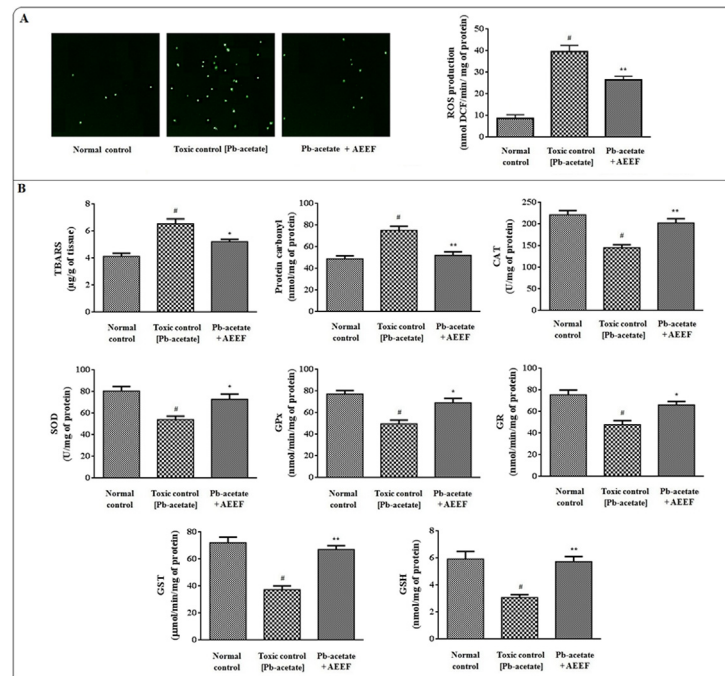 A
Normal control
Toxic control [Pb-acetate]
Pb-acetate + AEEF
ROS production
(nmol DCF/min/ mg of protein)
50
40
30
20
10
0
#
**
Normal
control
Toxic control
[Pb-acetate]
Pb-acetate
+AEEF
B
TBARS
(µg/g of tissue)
8
6
4
2
0
#
*
Normal
control
Toxic control
[Pb-acetate]
Pb-acetate
+AEEF
Protein carbonyl
(nmol/mg of protein)
100
80
60
40
20
0
#
**
Normal
control
Toxic control
[Pb-acetate]
Pb-acetate
+AEEF
CAT
(U/mg of protein)
250
200
150
100
50
0
#
**
Normal
control
Toxic control
[Pb-acetate]
Pb-acetate
+AEEF
SOD
(U/mg of protein)
100
80
60
40
20
0
#
*
Normal
control
Toxic control
[Pb-acetate]
Pb-acetate
+AEEF
GPx
(nmol/min/mg of protein)
100
80
60
40
20
0
#
*
Normal
control
Toxic control
[Pb-acetate]
Pb-acetate
+AEEF
GR
(nmol/min/mg of protein)
100
80
60
40
20
0
#
*
Normal
control
Toxic control
[Pb-acetate]
Pb-acetate
+AEEF
GST
(µmol/min/mg of protein)
80
60
40
20
0
#
**
Normal
control
Toxic control
[Pb-acetate]
Pb-acetate
+AEEF
GSH
(nmol/mg of protein)
8
6
4
2
0
#
**
Normal
control
Toxic control
[Pb-acetate]
Pb-acetate
+AEEF